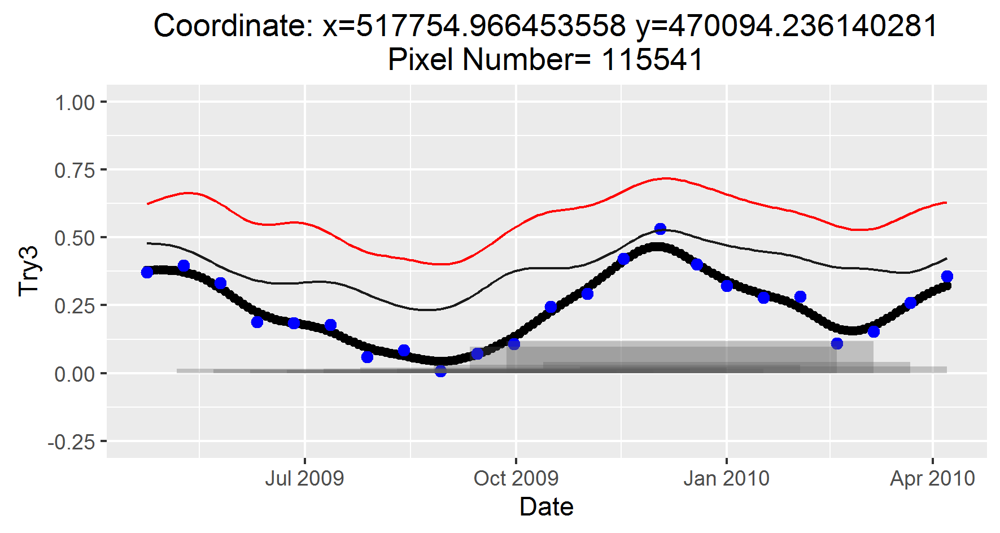 Coordinate: x=517754.966453558 y=470094.236140281
Pixel Number= 115541
1.00
0.75
0.50
0.25
0.00
-0.25
Try3
Jul 2009
Oct 2009
Jan 2010
Apr 2010
Date